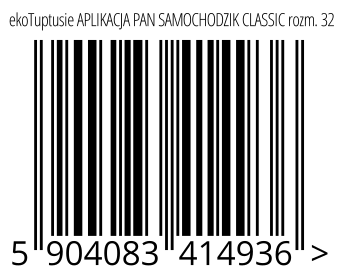 ekoTuptusie APLIKACJA PAN SAMOCHODZIK CLASSIC rozm. 32
5 904083 414936 >